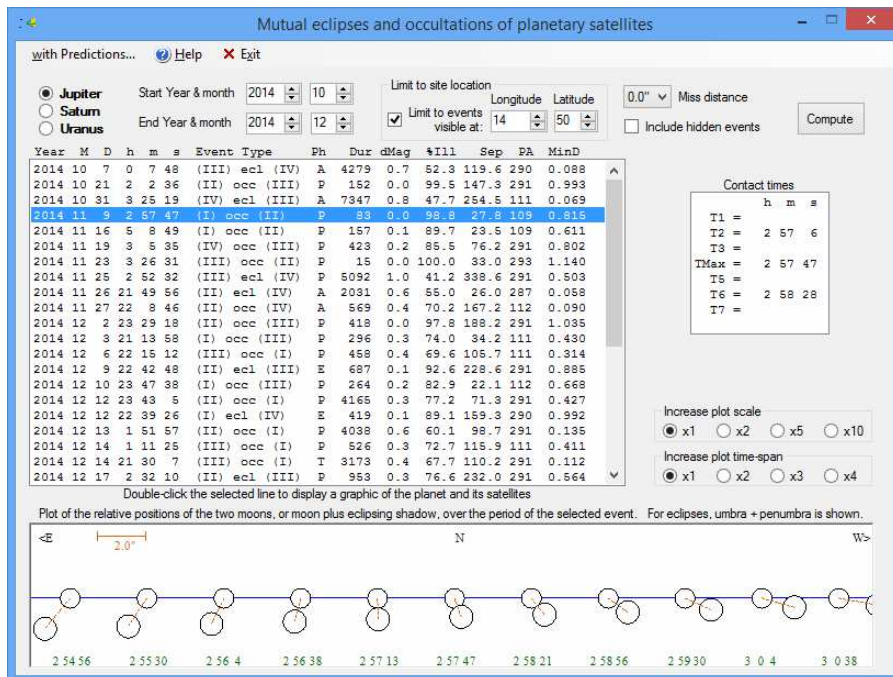 Mutual eclipses and occultations of planetary satellites
with Predictions... Help Exit
Jupiter
Saturn
Uranus
Start Year & month 2014 10
End Year & month 2014 12
Limit to site location
Longitude Latitude
Limit to events visible at: 14 50
0.0" Miss distance
Include hidden events
Compute
Year M D h m s Event Type Ph Dur dMag %Ill Sep PA MinD
2014 10 7 0 7 48 (III) ecl (IV) A 4279 0.7 52.3 119.6 290 0.088
2014 10 21 2 2 36 (II) occ (III) P 152 0.0 99.5 147.3 291 0.993
2014 10 31 3 25 19 (IV) ecl (III) A 7347 0.8 47.7 254.5 111 0.069
2014 11 9 2 57 47 (I) occ (II) P 83 0.0 98.8 27.8 109 0.815
2014 11 16 5 8 49 (I) occ (II) P 157 0.1 89.7 23.5 109 0.611
2014 11 19 3 5 35 (IV) occ (III) P 423 0.2 85.5 76.2 291 0.802
2014 11 23 3 26 31 (III) occ (II) P 15 0.0 100.0 33.0 293 1.140
2014 11 25 2 52 32 (III) ecl (IV) P 5092 1.0 41.2 338.6 291 0.503
2014 11 26 21 49 56 (II) ecl (IV) A 2031 0.6 55.0 26.0 287 0.058
2014 11 27 22 8 46 (II) occ (IV) A 569 0.4 70.2 167.2 112 0.090
2014 12 2 23 29 18 (II) occ (III) P 418 0.0 97.8 188.2 291 1.035
2014 12 3 21 13 58 (I) occ (III) P 296 0.3 74.0 34.2 111 0.430
2014 12 6 22 15 12 (III) occ (I) P 458 0.4 69.6 105.7 111 0.314
2014 12 9 22 42 48 (II) ecl (III) E 687 0.1 92.6 228.6 291 0.885
2014 12 10 23 47 38 (I) occ (III) P 264 0.2 82.9 22.1 112 0.668
2014 12 12 23 43 5 (II) occ (I) P 4165 0.3 77.2 71.3 291 0.427
2014 12 12 22 39 26 (I) ecl (IV) E 419 0.1 89.1 159.3 290 0.992
2014 12 13 1 51 57 (II) occ (I) P 4038 0.6 60.1 98.7 291 0.135
2014 12 14 1 11 25 (III) occ (I) P 526 0.3 72.7 115.9 111 0.411
2014 12 14 21 30 7 (III) occ (I) T 3173 0.4 67.7 110.2 291 0.112
2014 12 17 2 32 10 (II) ecl (III) P 953 0.3 76.6 232.0 291 0.564
Contact times
h m s
T1 =
T2 = 2 57 6
T3 =
TMax = 2 57 47
T5 =
T6 = 2 58 28
T7 =
Increase plot scale
x1 x2 x5 x10
Increase plot time-span
x1 x2 x3 x4
Double-click the selected line to display a graphic of the planet and its satellites
Plot of the relative positions of the two moons, or moon plus eclipsing shadow, over the period of the selected event. For eclipses, umbra + penumbra is shown.
<E N W>
2.0"
2 54 56 2 55 30 2 56 4 2 56 38 2 57 13 2 57 47 2 58 21 2 58 56 2 59 30 3 0 4 3 0 38